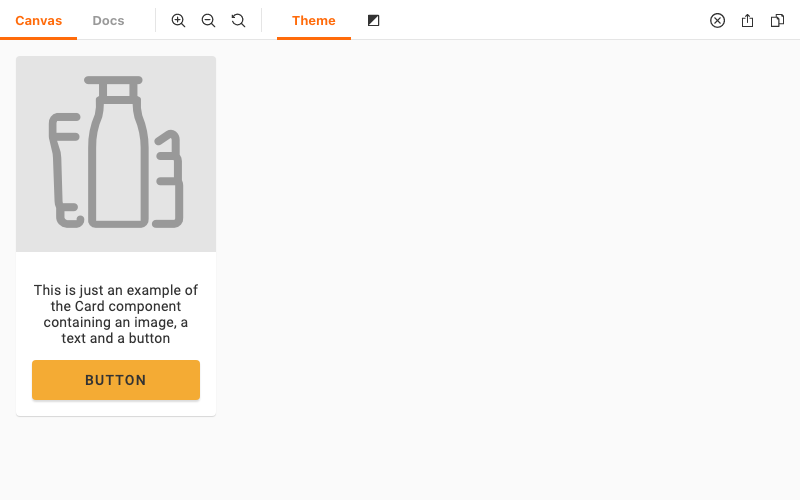 Canvas
Docs
Theme
This is just an example of
the Card component
containing an image, a
text and a button
BUTTON